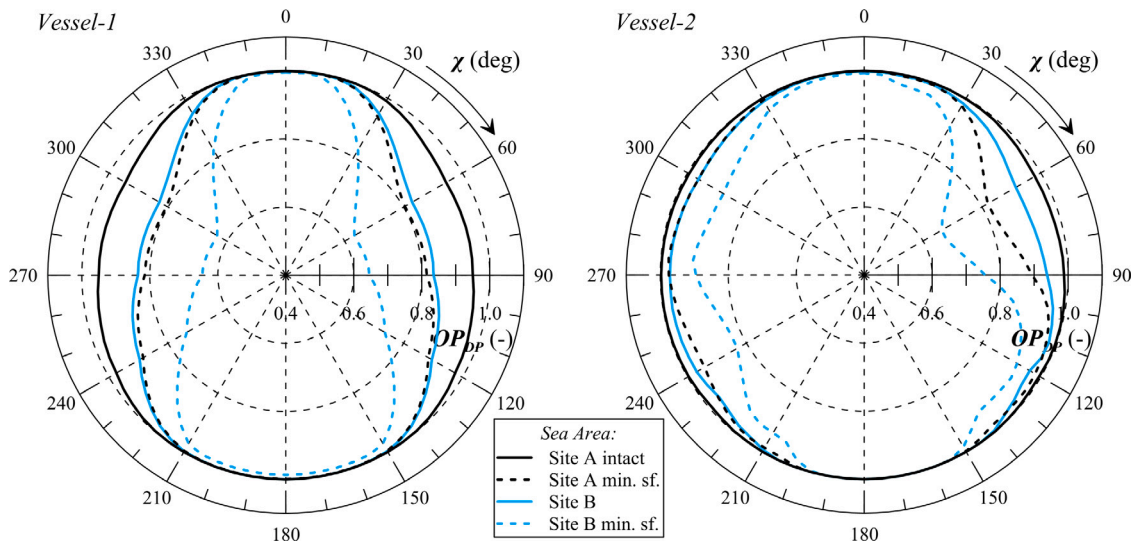 Vessel-1
0
30
χ (deg)
60
90
120
150
180
210
240
270
300
330
0.4
0.6
0.8
1.0
OP_DP (-)
Vessel-2
0
30
χ (deg)
60
90
120
150
180
210
240
270
300
330
0.4
0.6
0.8
1.0
OP_DP (-)
Sea Area:
Site A intact
Site A min. sf.
Site B
Site B min. sf.